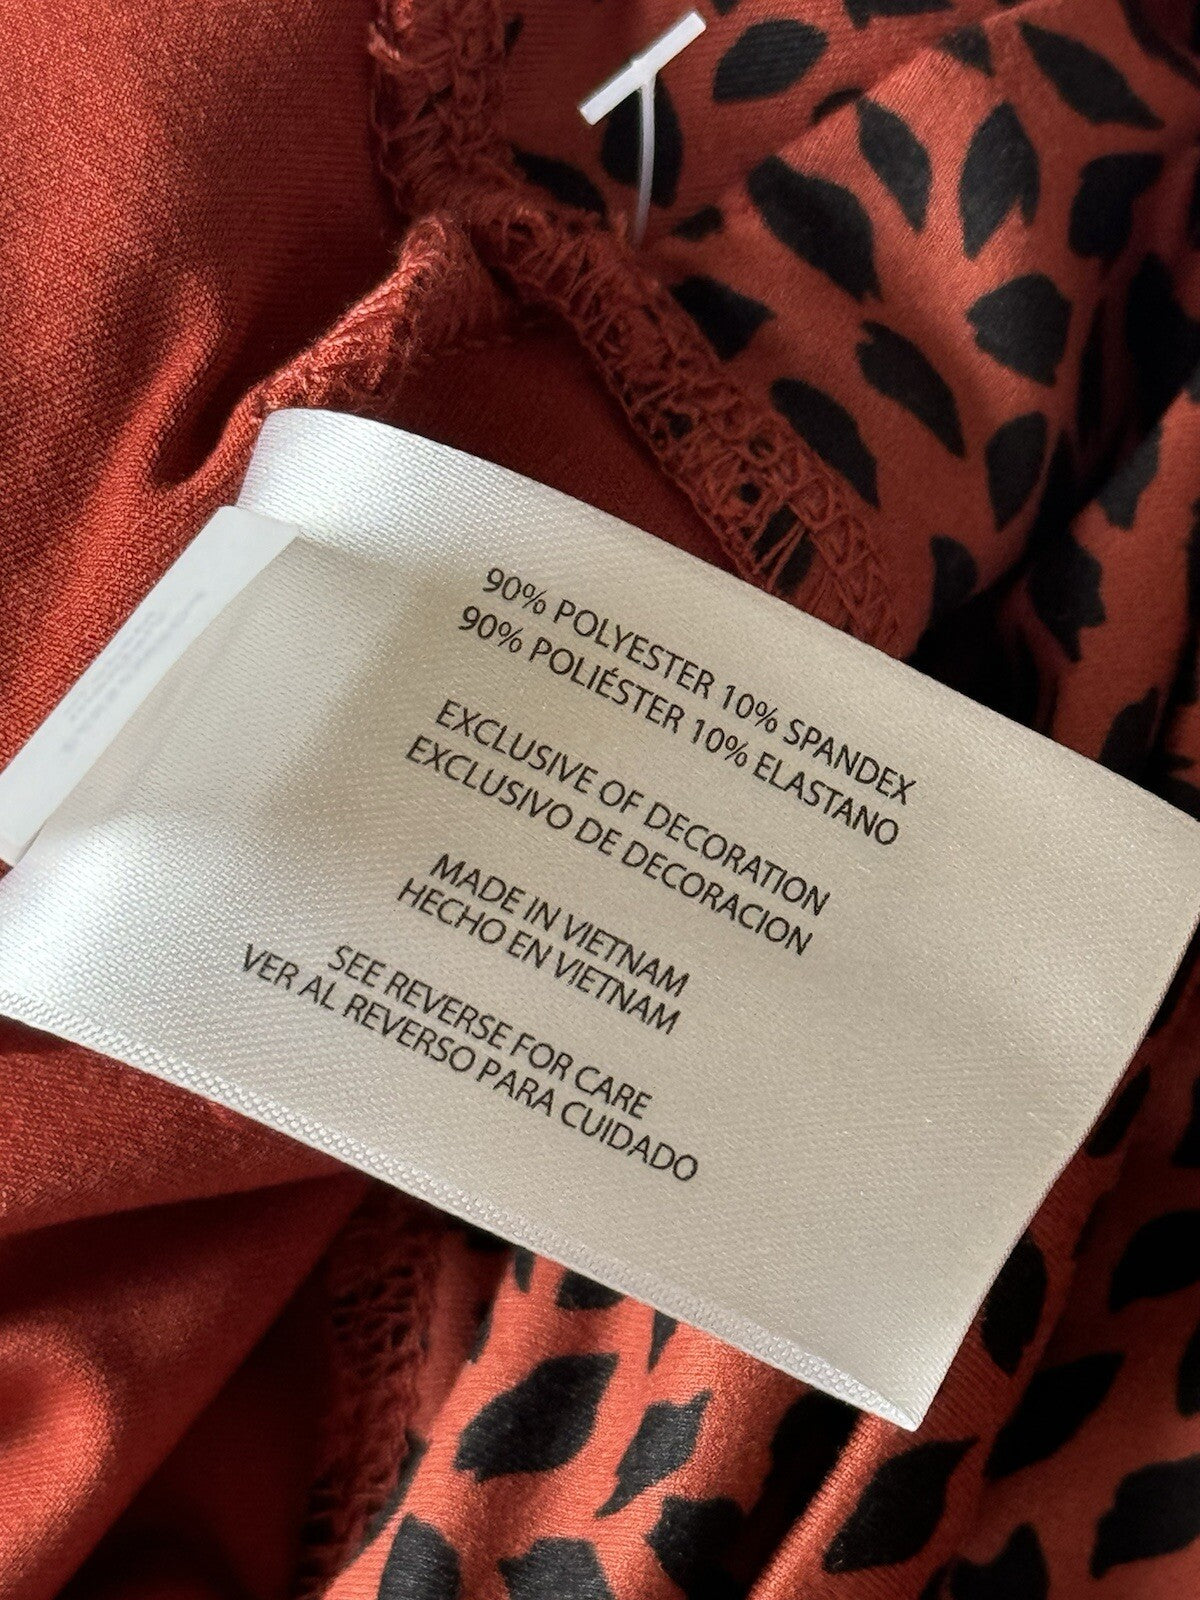 90% POLYESTER 10% SPANDEX
90% POLIÉSTER 10% ELASTANO
EXCLUSIVE OF DECORATION
EXCLUSIVO DE DECORACION
MADE IN VIETNAM
HECHO EN VIETNAM
SEE REVERSE FOR CARE
VER AL REVERSO PARA CUIDADO